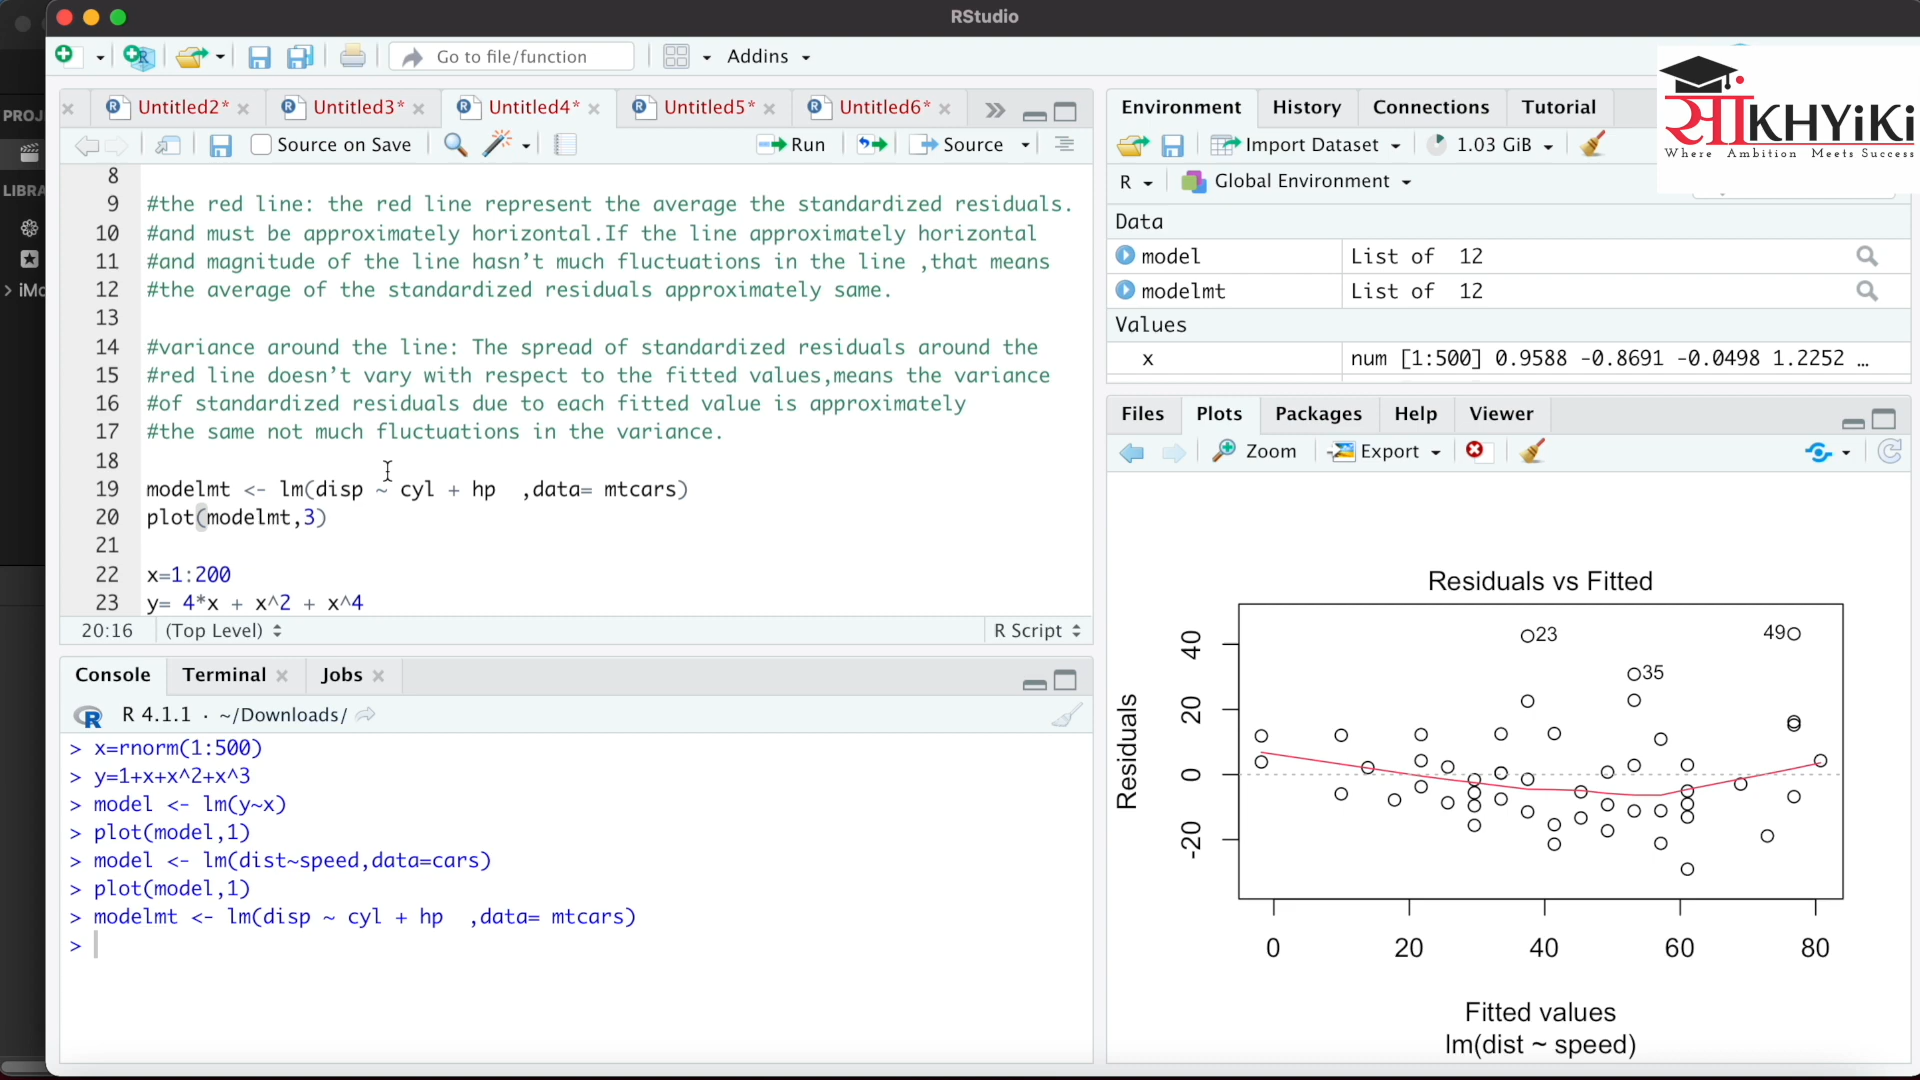 RStudio
Go to file/function
Addins
PROJ
LIBRA
iMo
Untitled2*
Untitled3*
Untitled4*
Untitled5*
Untitled6*
Source on Save
Run
Source
8
9 #the red line: the red line represent the average the standardized residuals.
10 #and must be approximately horizontal.If the line approximately horizontal
11 #and magnitude of the line hasn't much fluctuations in the line ,that means
12 #the average of the standardized residuals approximately same.
13
14 #variance around the line: The spread of standardized residuals around the
15 #red line doesn't vary with respect to the fitted values,means the variance
16 #of standardized residuals due to each fitted value is approximately
17 #the same not much fluctuations in the variance.
18
19 modelmt <- lm(disp ~ cyl + hp  ,data= mtcars)
20 plot(modelmt,3)
21
22 x=1:200
23 y= 4*x + x^2 + x^4
20:16 (Top Level) R Script
Console Terminal Jobs
R 4.1.1 · ~/Downloads/
> x=rnorm(1:500)
> y=1+x+x^2+x^3
> model <- lm(y~x)
> plot(model,1)
> model <- lm(dist~speed,data=cars)
> plot(model,1)
> modelmt <- lm(disp ~ cyl + hp  ,data= mtcars)
>
Environment History Connections Tutorial
Import Dataset 1.03 GiB
R Global Environment
Data
model List of  12
modelmt List of  12
Values
x num [1:500] 0.9588 -0.8691 -0.0498 1.2252 …
सांKHYiKi
Where Ambition Meets Success
Files Plots Packages Help Viewer
Zoom Export
Residuals vs Fitted
23
49
35
Residuals
40
20
0
-20
0 20 40 60 80
Fitted values
lm(dist ~ speed)